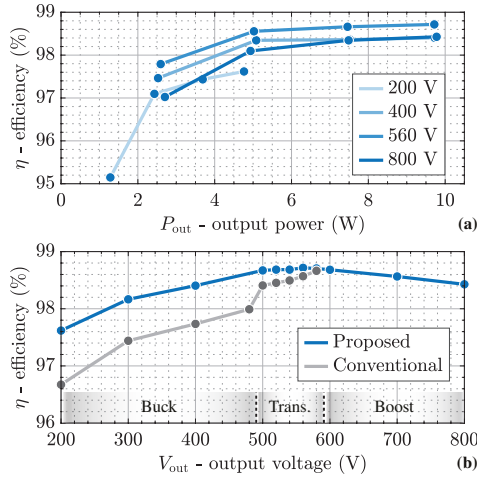 η - efficiency (%)
99
98
97
96
95
200 V
400 V
560 V
800 V
0 2 4 6 8 10
P_out - output power (W)
(a)
η - efficiency (%)
99
98
97
96
Proposed
Conventional
Buck Trans. Boost
200 300 400 500 600 700 800
V_out - output voltage (V)
(b)